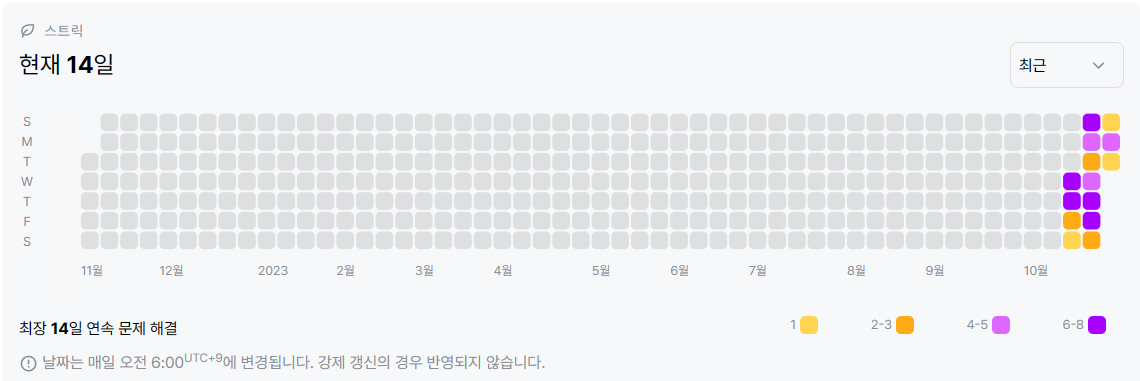 스트릭
현재 14일
최근
S
M
T
W
T
F
S
11월 12월 2023 2월 3월 4월 5월 6월 7월 8월 9월 10월
최장 14일 연속 문제 해결
1 2-3 4-5 6-8
날짜는 매일 오전 6:00UTC+9에 변경됩니다. 강제 갱신의 경우 반영되지 않습니다.